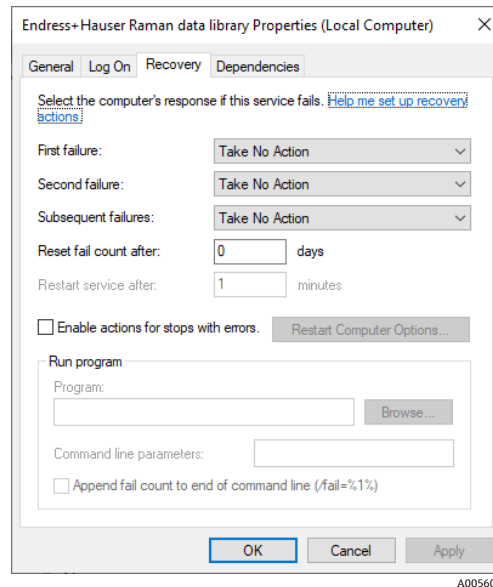 Endress+Hauser Raman data library Properties (Local Computer)
General Log On Recovery Dependencies
Select the computer's response if this service fails. Help me set up recovery
actions.
First failure: Take No Action
Second failure: Take No Action
Subsequent failures: Take No Action
Reset fail count after: 0 days
Restart service after: 1 minutes
Enable actions for stops with errors. Restart Computer Options...
Run program
Program:
Browse...
Command line parameters:
Append fail count to end of command line (/fail=%1%)
OK Cancel Apply